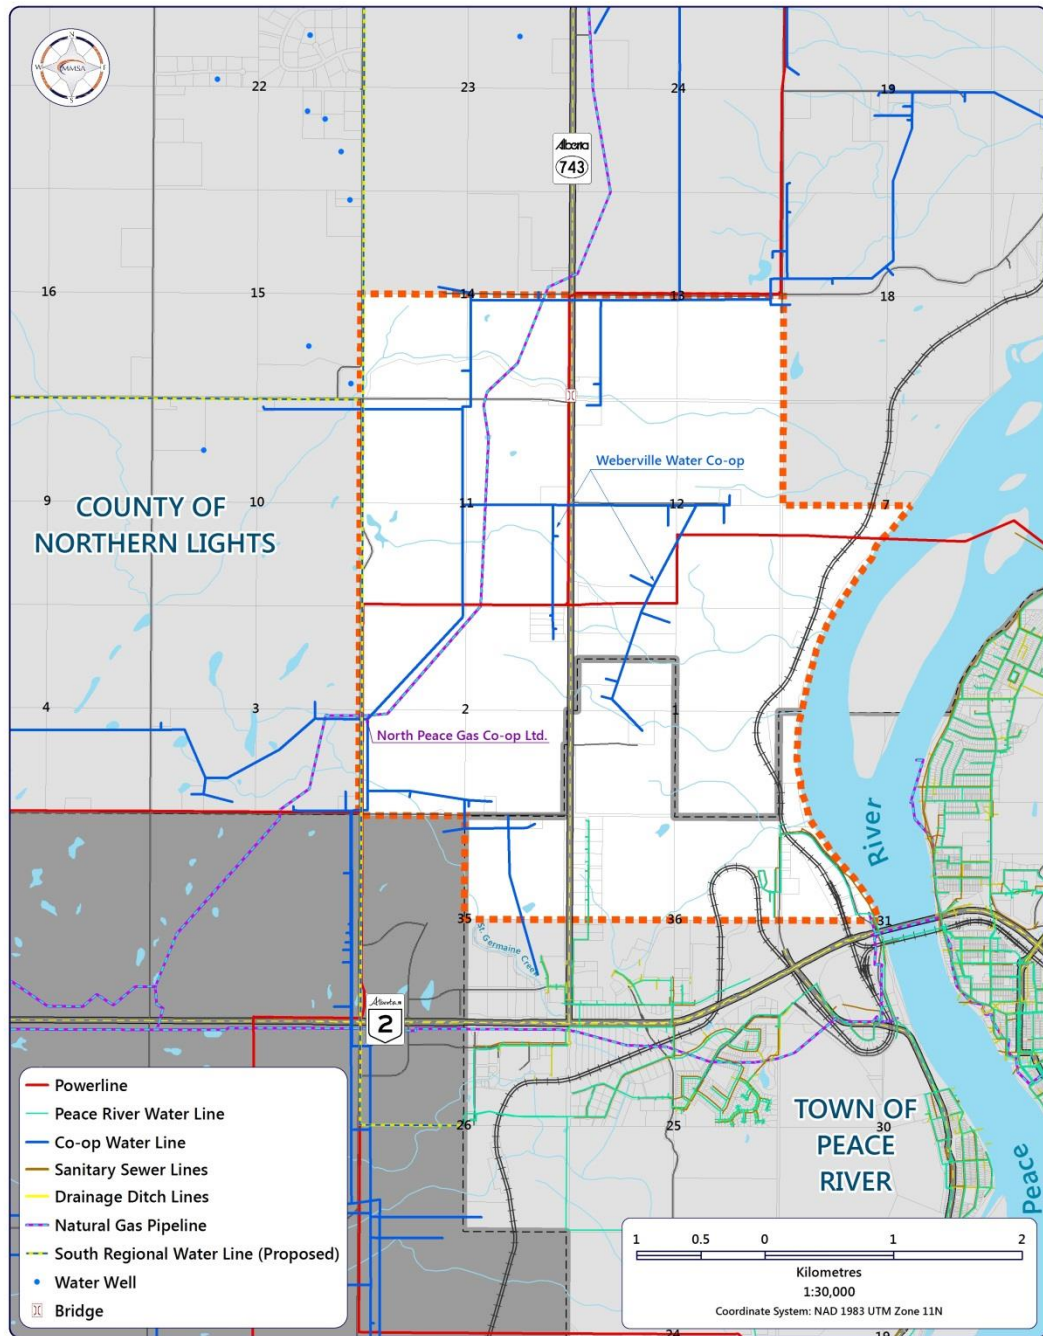 N
W
E
S
MMSA
22
23
24
19
Alberta
743
16
15
14
13
18
Weberville Water Co-op
9
10
11
12
7
COUNTY OF
NORTHERN LIGHTS
4
3
2
1
North Peace Gas Co-op Ltd.
River
35
36
31
St. Germaine Creek
Alberta
2
26
25
30
TOWN OF
PEACE
RIVER
Peace
Powerline
Peace River Water Line
Co-op Water Line
Sanitary Sewer Lines
Drainage Ditch Lines
Natural Gas Pipeline
South Regional Water Line (Proposed)
Water Well
Bridge
1 0.5 0 1 2
Kilometres
1:30,000
Coordinate System: NAD 1983 UTM Zone 11N
24
19